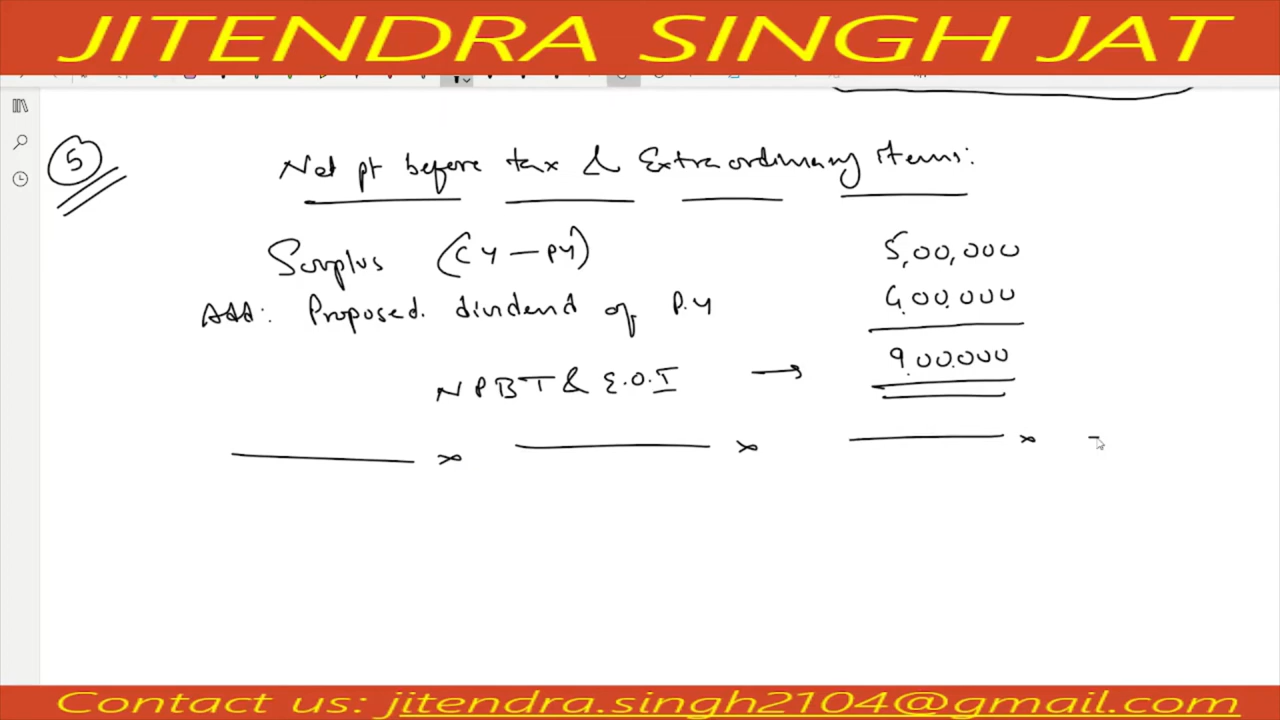 JITENDRA SINGH JAT
5
Net pt before tax & Extraordinary items:
Surplus (CY – PY) 5,00,000
Add: Proposed. dividend of P.Y 4,00,000
NPBT & E.O.I → 9,00,000
Contact us: jitendra.singh2104@gmail.com